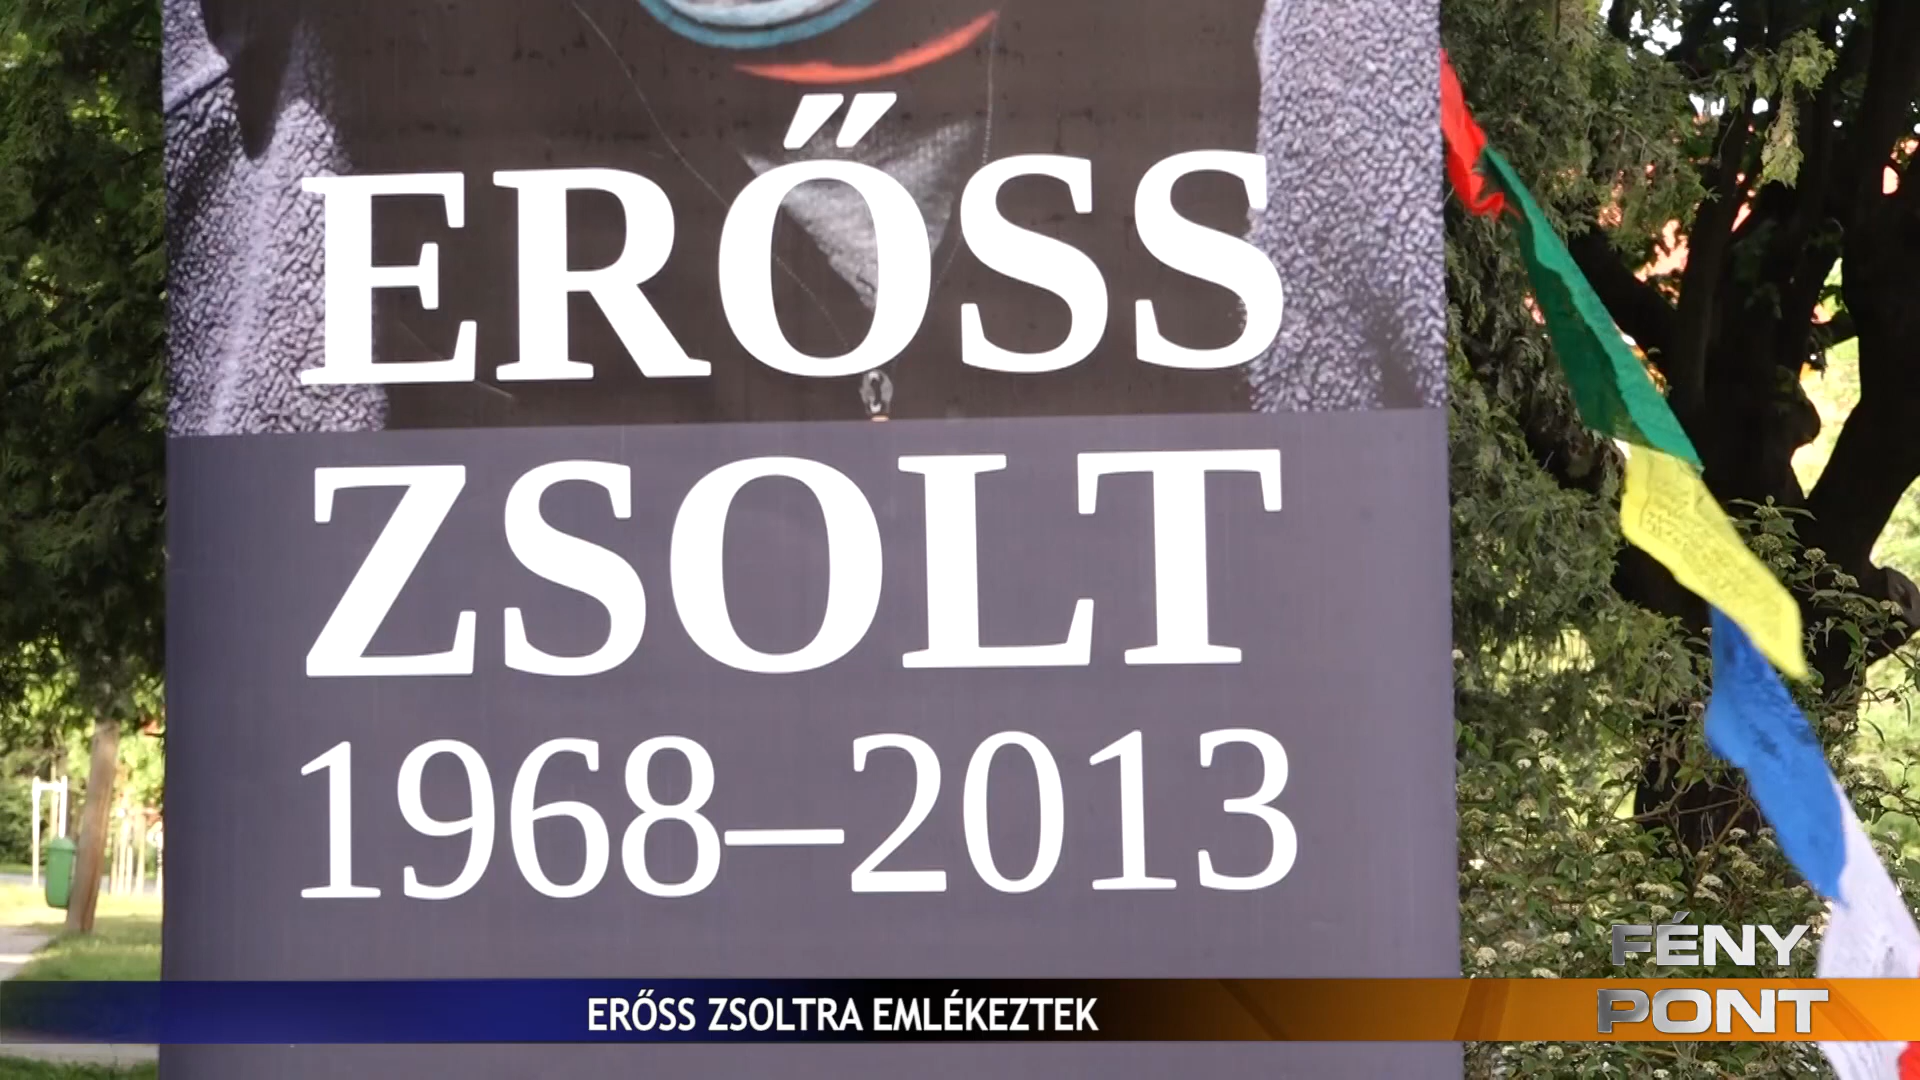 ERŐSS
ZSOLT
1968–2013
ERŐSS ZSOLTRA EMLÉKEZTEK
FÉNY
PONT